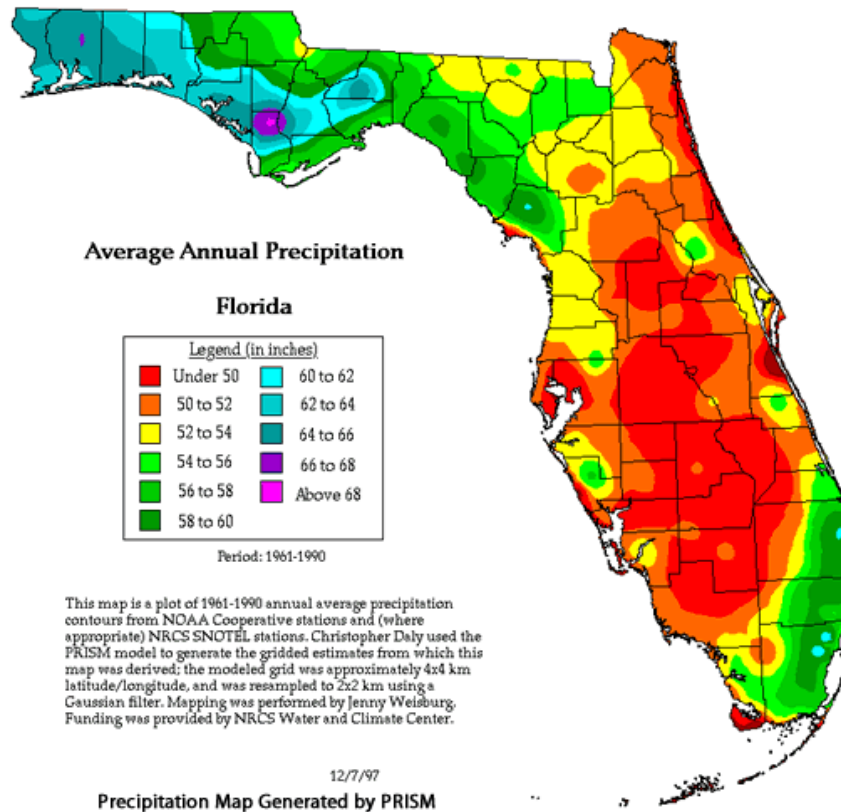 Average Annual Precipitation
Florida
Legend (in inches)
Under 50
50 to 52
52 to 54
54 to 56
56 to 58
58 to 60
60 to 62
62 to 64
64 to 66
66 to 68
Above 68
Period: 1961-1990
This map is a plot of 1961-1990 annual average precipitation
contours from NOAA Cooperative stations and (where
appropriate) NRCS SNOTEL stations. Christopher Daly used the
PRISM model to generate the gridded estimates from which this
map was derived; the modeled grid was approximately 4x4 km
latitude/longitude, and was resampled to 2x2 km using a
Gaussian filter. Mapping was performed by Jenny Weisburg.
Funding was provided by NRCS Water and Climate Center.
12/7/97
Precipitation Map Generated by PRISM